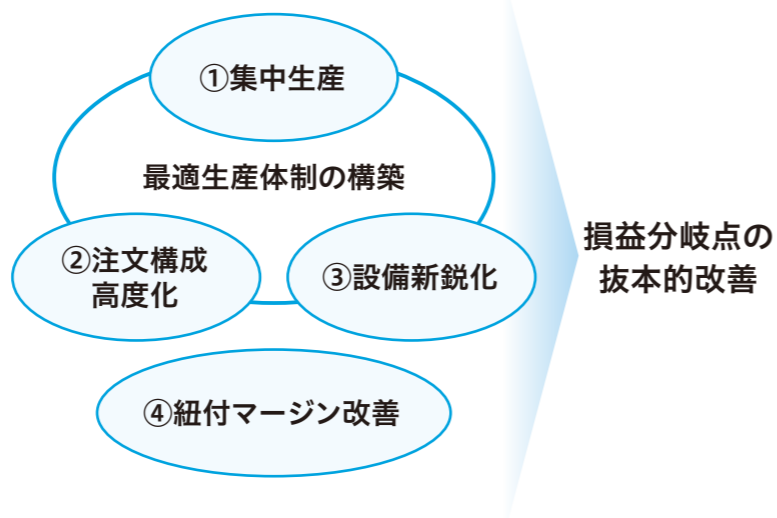 ①集中生産
最適生産体制の構築
②注文構成
高度化
③設備新鋭化
④紐付マージン改善
損益分岐点の
抜本的改善